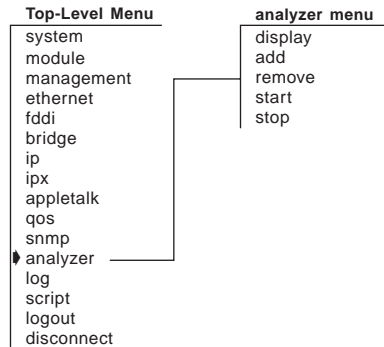 Top-Level Menu
system
module
management
ethernet
fddi
bridge
ip
ipx
appletalk
qos
snmp
analyzer
log
script
logout
disconnect
analyzer menu
display
add
remove
start
stop